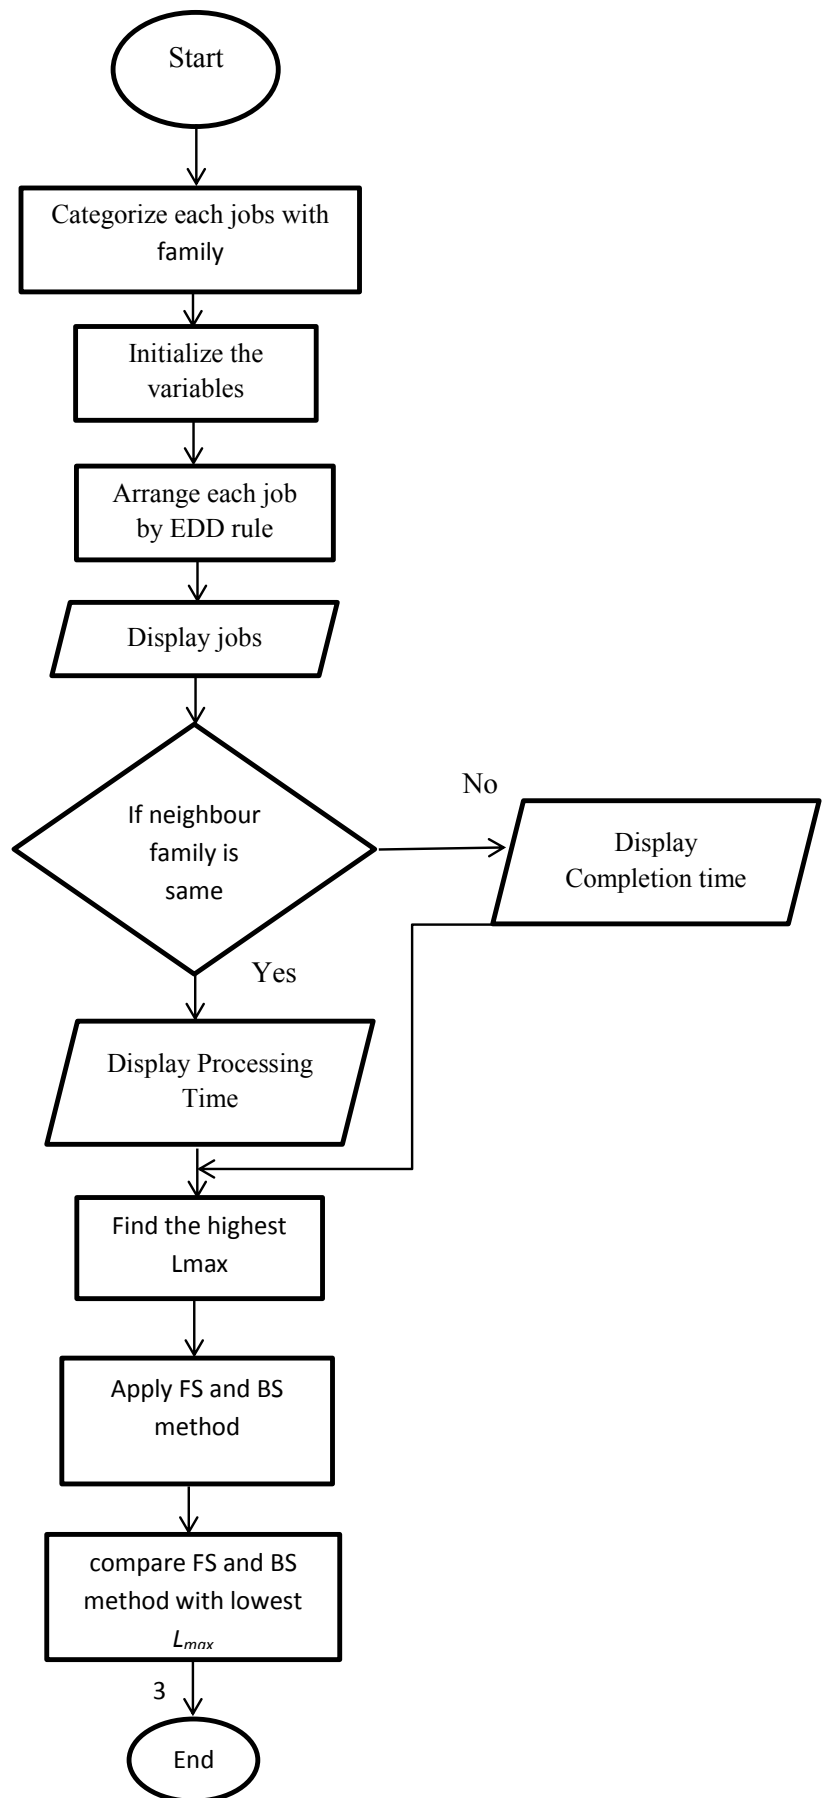 Start
Categorize each jobs with
family
Initialize the
variables
Arrange each job
by EDD rule
Display jobs
If neighbour
family is
same
No
Display
Completion time
Yes
Display Processing
Time
Find the highest
Lmax
Apply FS and BS
method
compare FS and BS
method with lowest
Lmax
3
End